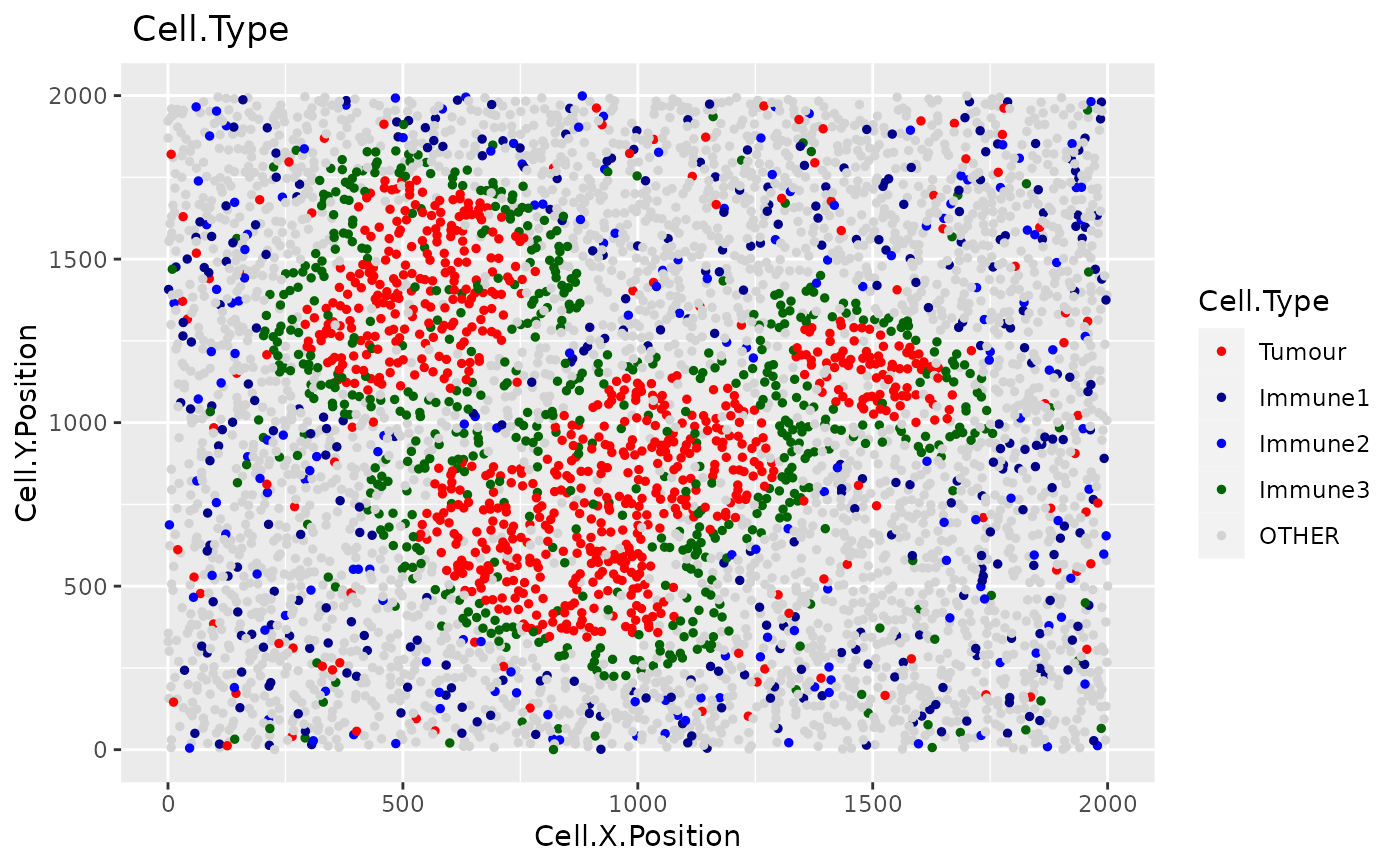 Cell.Type
Cell.Y.Position
2000
1500
1000
500
0
0 500 1000 1500 2000
Cell.X.Position
Cell.Type
Tumour
Immune1
Immune2
Immune3
OTHER